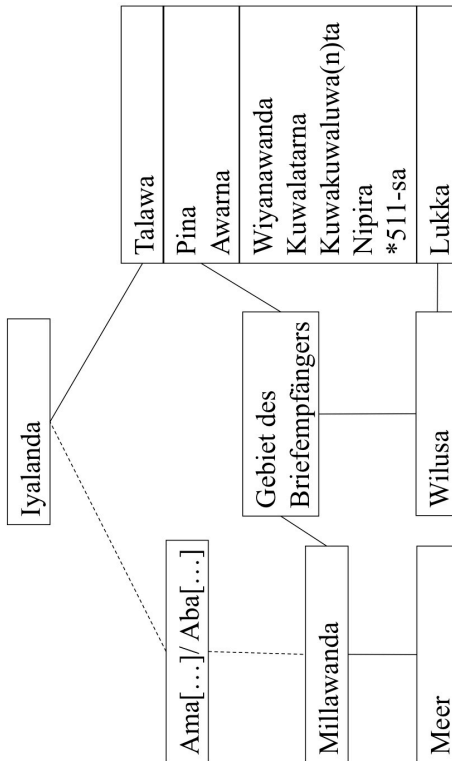 Iyalanda
Ama[…]/ Aba[…]
Millawanda
Meer
Gebiet des
Briefempfängers
Wilusa
Talawa
Pina
Awarna
Wiyanawanda
Kuwalatarna
Kuwakuwaluwa(n)ta
Nipira
*511-sa
Lukka